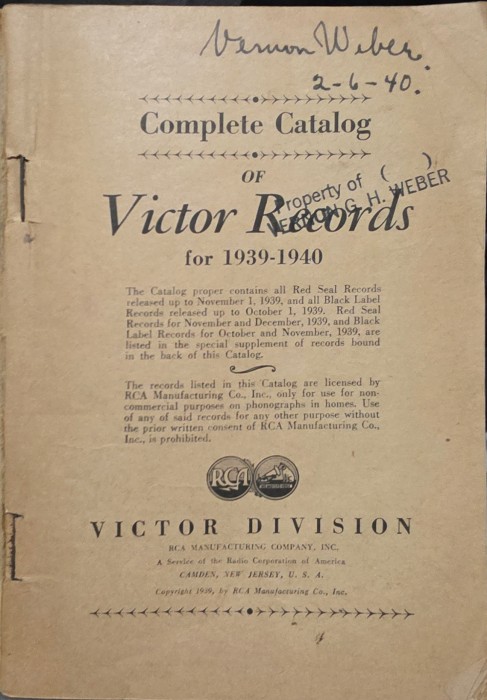 Vernon Weber.
2-6-40.
Complete Catalog
OF
Victor Records
Property of ( )
VERNON G. H. WEBER
for 1939-1940
The Catalog proper contains all Red Seal Records
released up to November 1, 1939, and all Black Label
Records released up to October 1, 1939. Red Seal
Records for November and December, 1939, and Black
Label Records for October and November, 1939, are
listed in the special supplement of records bound
in the back of this Catalog.
The records listed in this Catalog are licensed by
RCA Manufacturing Co., Inc., only for use for non-
commercial purposes on phonographs in homes. Use
of any of said records for any other purpose without
the prior written consent of RCA Manufacturing Co.,
Inc., is prohibited.
RCA
VICTOR DIVISION
RCA MANUFACTURING COMPANY, INC.
A Service of the Radio Corporation of America
CAMDEN, NEW JERSEY, U. S. A.
Copyright 1939, by RCA Manufacturing Co., Inc.